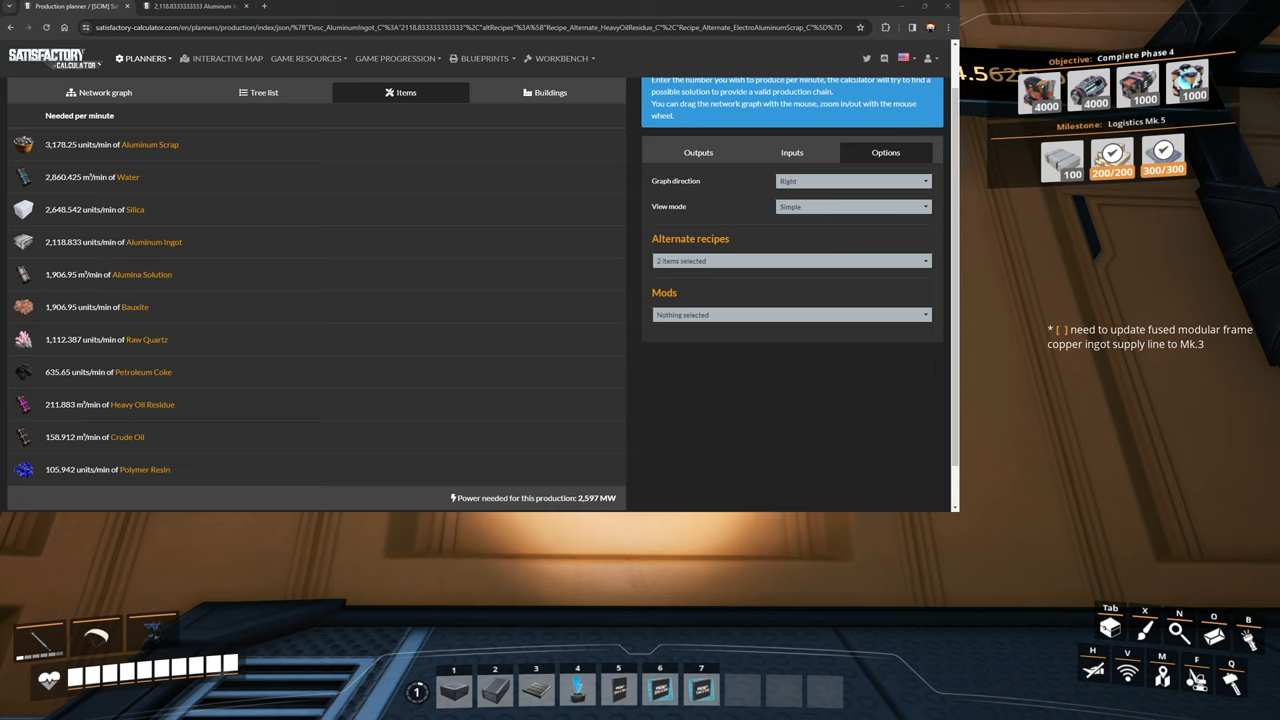 Production planner / [SCIM] Sa
2,118.8333333333 Aluminum I
satisfactory-calculator.com/en/planners/production/index/json/%7B"Desc_AluminumIngot_C"%3A"2118.833333333333"%2C"altRecipes"%3A%5B"Recipe_Alternate_HeavyOilResidue_C"%2C"Recipe_Alternate_ElectroAluminumScrap_C"%5D%7D
SATISFACTORY
CALCULATOR
PLANNERS
INTERACTIVE MAP
GAME RESOURCES
GAME PROGRESSION
BLUEPRINTS
WORKBENCH
Network graph
Tree list
Items
Buildings
Needed per minute
3,178.25 units/min of Aluminum Scrap
2,860.425 m³/min of Water
2,648.542 units/min of Silica
2,118.833 units/min of Aluminum Ingot
1,906.95 m³/min of Alumina Solution
1,906.95 units/min of Bauxite
1,112.387 units/min of Raw Quartz
635.65 units/min of Petroleum Coke
211.883 m³/min of Heavy Oil Residue
158.912 m³/min of Crude Oil
105.942 units/min of Polymer Resin
Power needed for this production: 2,597 MW
Enter the number you wish to produce per minute, the calculator will try to find a
possible solution to provide a valid production chain.
You can drag the network graph with the mouse, zoom in/out with the mouse
wheel.
Outputs
Inputs
Options
Graph direction
Right
View mode
Simple
Alternate recipes
2 items selected
Mods
Nothing selected
Objective: Complete Phase 4
4000
4000
1000
1000
Milestone: Logistics Mk.5
100
200/200
300/300
* [ ] need to update fused modular frame
copper ingot supply line to Mk.3
1
1
2
3
4
5
6
7
Tab
X
N
O
B
H
V
M
F
Q